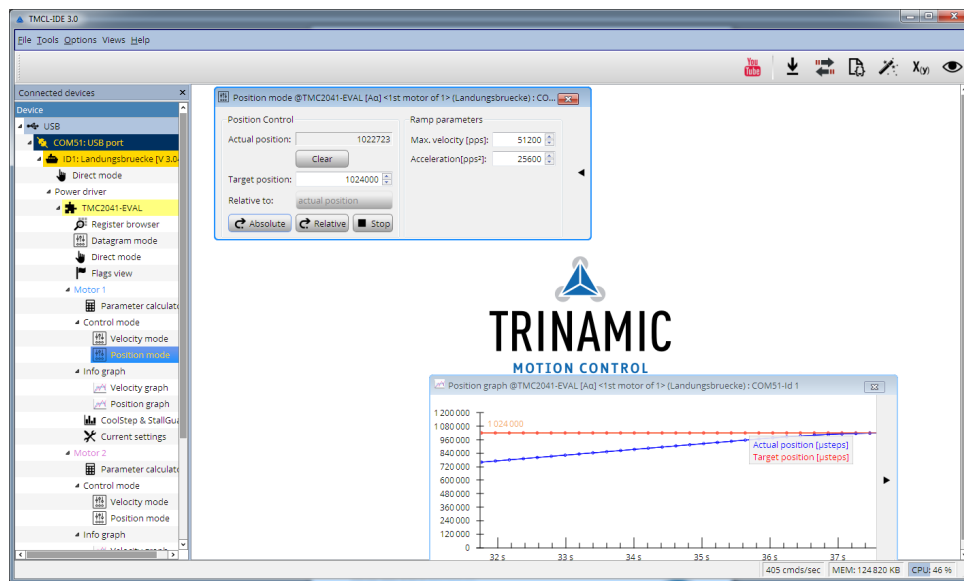 TMCL-IDE 3.0
File Tools Options Views Help
You
Tube
X(y)
Connected devices
Device
USB
COM51: USB port
ID1: Landungsbruecke [V 3.0
Direct mode
Power driver
TMC2041-EVAL
Register browser
Datagram mode
Direct mode
Flags view
Motor 1
Parameter calculat
Control mode
Velocity mode
Position mode
Info graph
Velocity graph
Position graph
CoolStep & StallGua
Current settings
Motor 2
Parameter calculat
Control mode
Velocity mode
Position mode
Info graph
Velocity graph
Position mode @TMC2041-EVAL [Aα] <1st motor of 1> (Landungsbruecke) : CO...
Position Control
Actual position: 1022723
Clear
Target position: 1024000
Relative to: actual position
Absolute Relative Stop
Ramp parameters
Max. velocity [pps]: 51200
Acceleration[pps²]: 25600
TRINAMIC
MOTION CONTROL
Position graph @TMC2041-EVAL [Aα] <1st motor of 1> (Landungsbruecke) : COM51-Id 1
1 200 000
1 080 000
960 000
840 000
720 000
600 000
480 000
360 000
240 000
120 000
0
1 024 000
Actual position [µsteps]
Target position [µsteps]
32 s 33 s 34 s 35 s 36 s 37 s
405 cmds/sec MEM: 124 820 KB CPU: 46 %